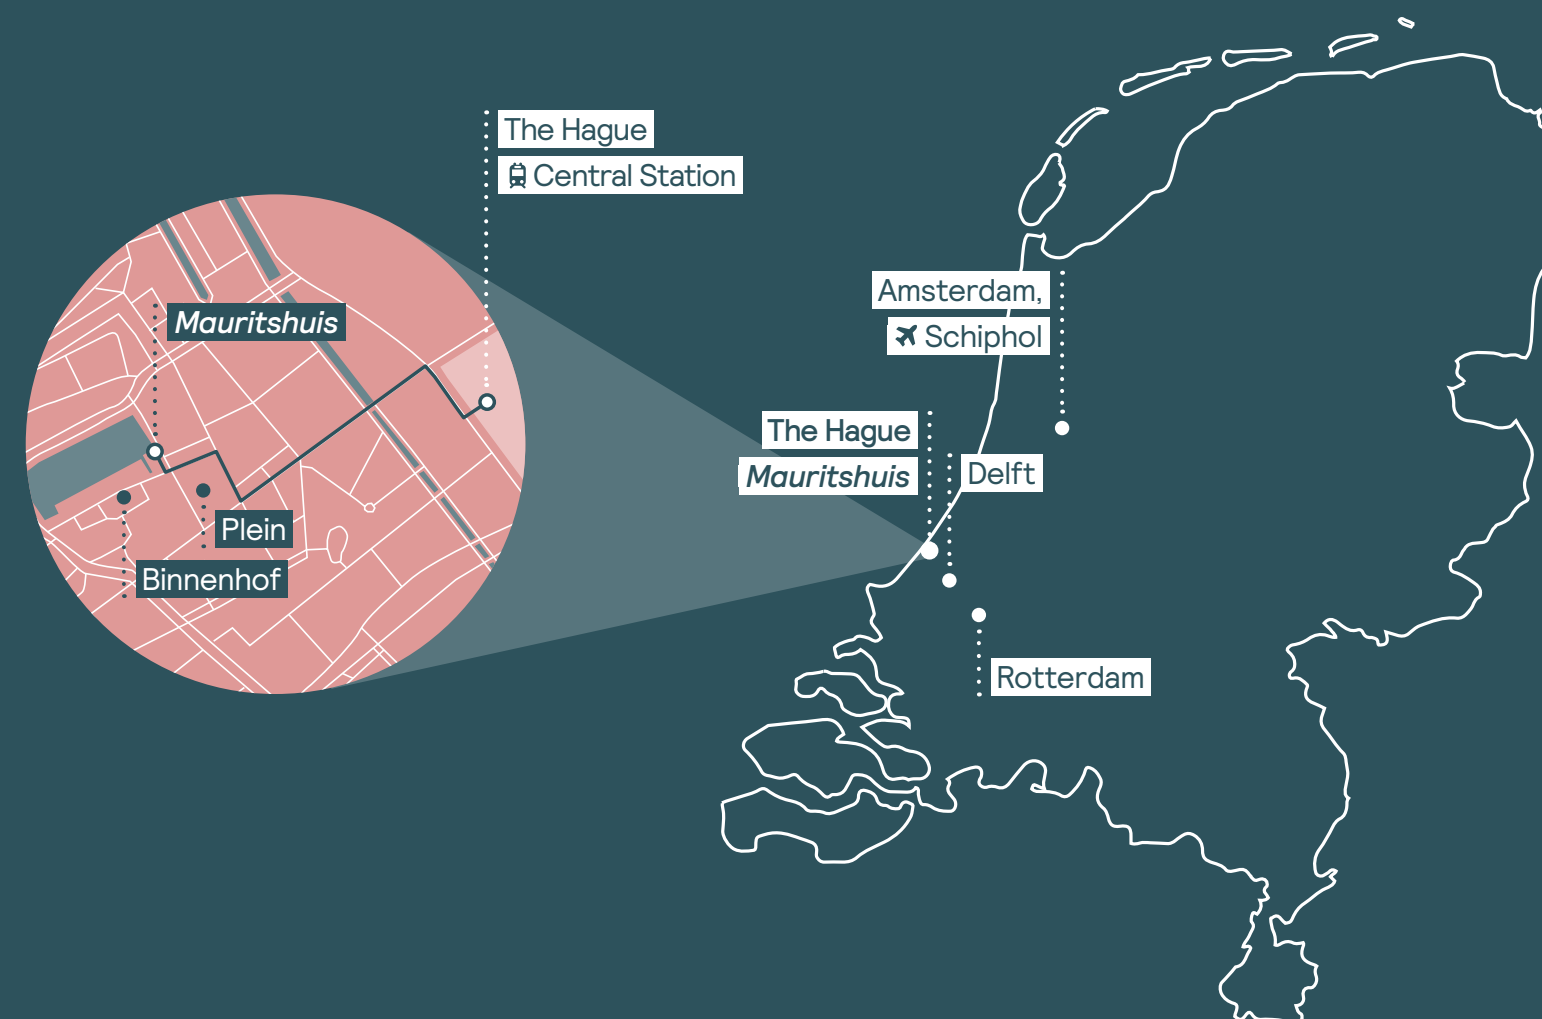 The Hague
Central Station
Mauritshuis
Plein
Binnenhof
Amsterdam,
Schiphol
The Hague
Mauritshuis
Delft
Rotterdam